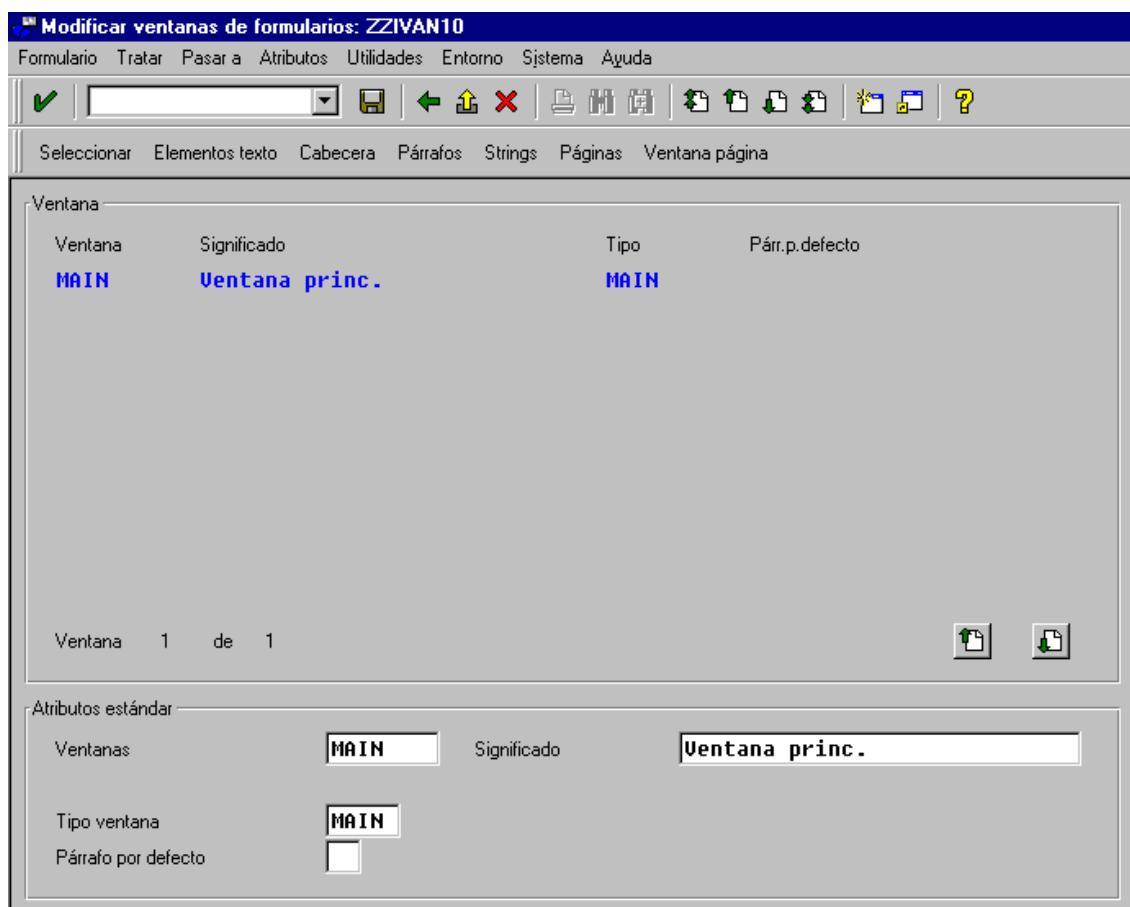 Modificar ventanas de formularios: ZZIVAN10
Formulario Tratar Pasar a Atributos Utilidades Entorno Sistema Ayuda
Seleccionar Elementos texto Cabecera Párrafos Strings Páginas Ventana página
Ventana
Ventana Significado Tipo Párr.p.defecto
MAIN Ventana princ. MAIN
Ventana 1 de 1
Atributos estándar
Ventanas MAIN Significado Ventana princ.
Tipo ventana MAIN
Párrafo por defecto